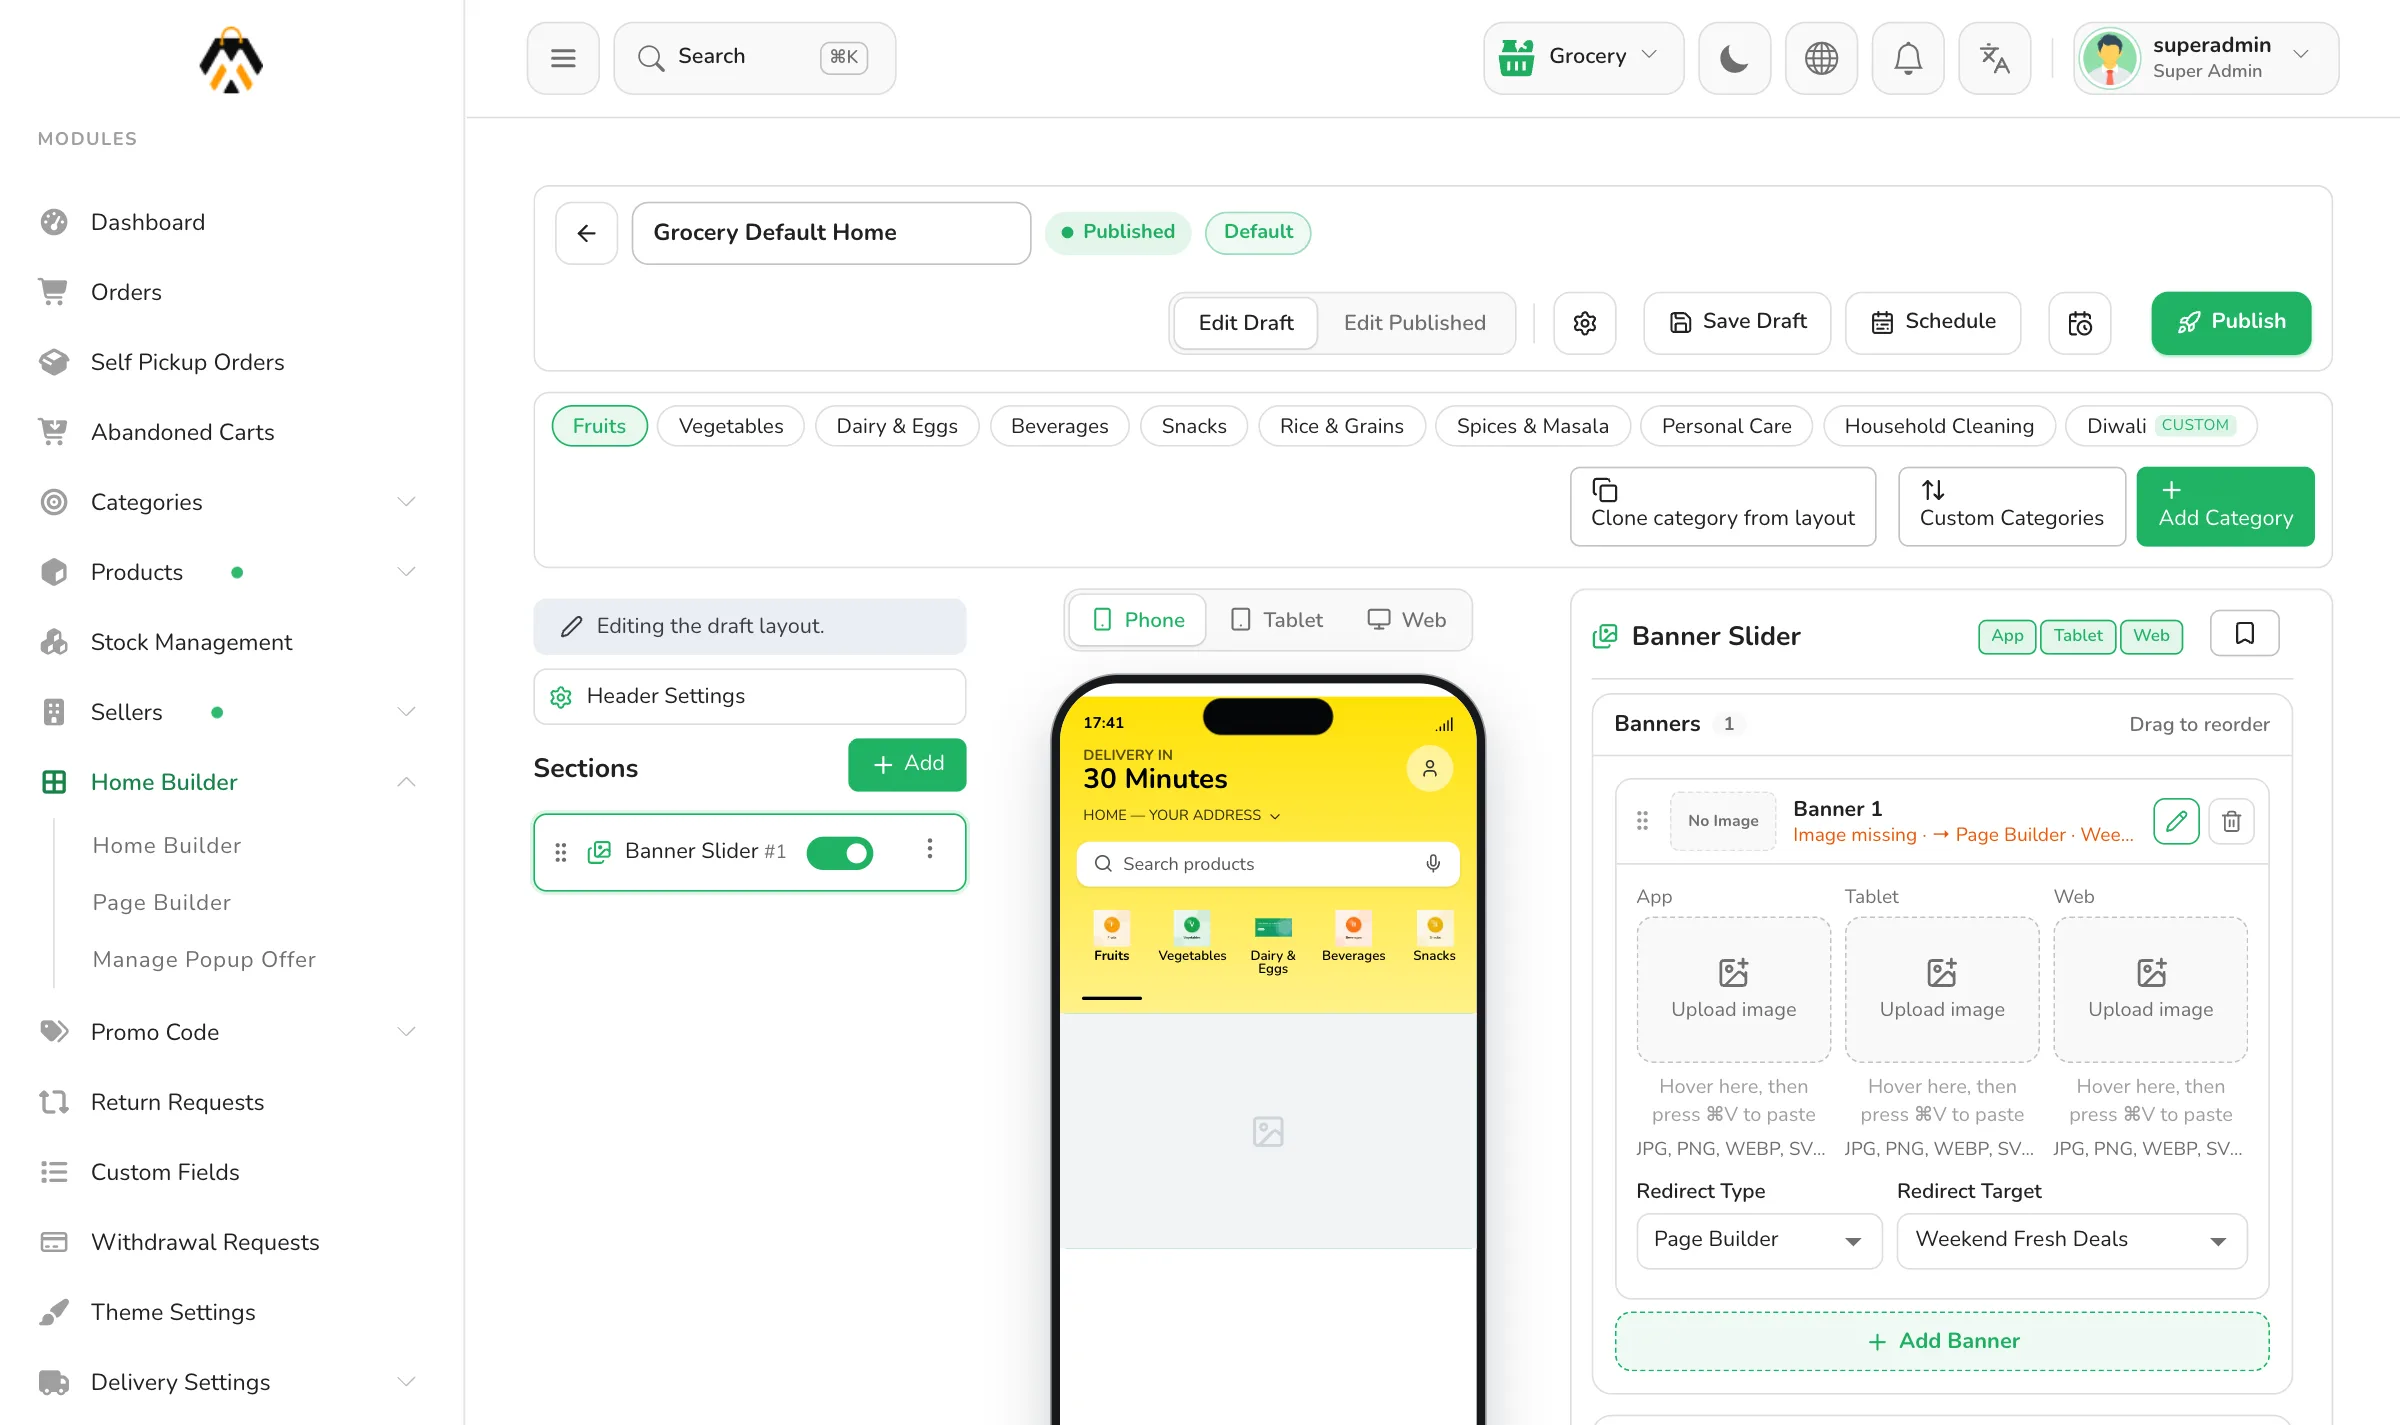 MODULES
Dashboard
Orders
Self Pickup Orders
Abandoned Carts
Categories
Products
Stock Management
Sellers
Home Builder
Home Builder
Page Builder
Manage Popup Offer
Promo Code
Return Requests
Custom Fields
Withdrawal Requests
Theme Settings
Delivery Settings
Search ⌘K
Grocery
superadmin
Super Admin
Grocery Default Home
Published
Default
Edit Draft
Edit Published
Save Draft
Schedule
Publish
Fruits
Vegetables
Dairy & Eggs
Beverages
Snacks
Rice & Grains
Spices & Masala
Personal Care
Household Cleaning
Diwali CUSTOM
Clone category from layout
Custom Categories
Add Category
Editing the draft layout.
Header Settings
Sections
Add
Banner Slider #1
Phone
Tablet
Web
17:41
DELIVERY IN
30 Minutes
HOME — YOUR ADDRESS
Search products
Fruits
Vegetables
Dairy &
Eggs
Beverages
Snacks
Banner Slider
App
Tablet
Web
Banners 1
Drag to reorder
No Image
Banner 1
Image missing · → Page Builder · Wee...
App
Tablet
Web
Upload image
Upload image
Upload image
Hover here, then
press ⌘V to paste
Hover here, then
press ⌘V to paste
Hover here, then
press ⌘V to paste
JPG, PNG, WEBP, SV...
JPG, PNG, WEBP, SV...
JPG, PNG, WEBP, SV...
Redirect Type
Redirect Target
Page Builder
Weekend Fresh Deals
Add Banner